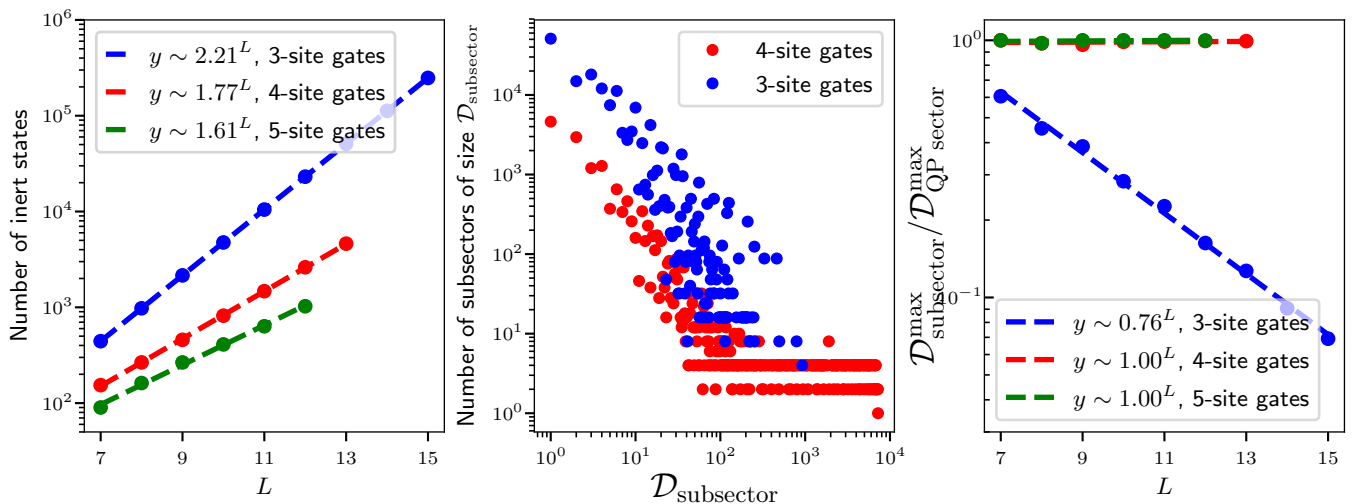 Number of inert states
10^6
10^5
10^4
10^3
10^2
y ∼ 2.21^L, 3-site gates
y ∼ 1.77^L, 4-site gates
y ∼ 1.61^L, 5-site gates
7 9 11 13 15
L
Number of subsectors of size 𝒟_subsector
10^4
10^3
10^2
10^1
10^0
4-site gates
3-site gates
10^0 10^1 10^2 10^3 10^4
𝒟_subsector
𝒟^max_subsector/𝒟^max_QP sector
10^0
10^−1
y ∼ 0.76^L, 3-site gates
y ∼ 1.00^L, 4-site gates
y ∼ 1.00^L, 5-site gates
7 9 11 13 15
L